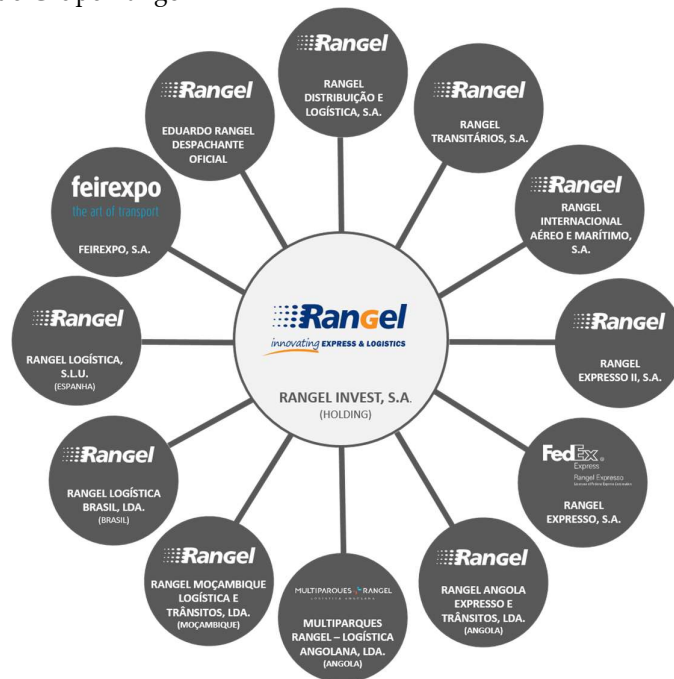 Rangel
RANGEL
DISTRIBUIÇÃO E
LOGÍSTICA, S.A.
Rangel
RANGEL
TRANSITÁRIOS, S.A.
Rangel
RANGEL
INTERNACIONAL
AÉREO E MARÍTIMO,
S.A.
Rangel
RANGEL
EXPRESSO II, S.A.
FedEx®
Express
Rangel Expresso
RANGEL
EXPRESSO, S.A.
Rangel
RANGEL ANGOLA
EXPRESSO E
TRÂNSITOS, LDA.
(ANGOLA)
MULTIPARQUES RANGEL
LOGÍSTICA ANGOLANA
MULTIPARQUES
RANGEL – LOGÍSTICA
ANGOLANA, LDA.
(ANGOLA)
Rangel
RANGEL MOÇAMBIQUE
LOGÍSTICA E
TRÂNSITOS, LDA.
(MOÇAMBIQUE)
Rangel
RANGEL LOGÍSTICA
BRASIL, LDA.
(BRASIL)
Rangel
RANGEL LOGÍSTICA,
S.L.U.
(ESPANHA)
feirexpo
the art of transport
FEIREXPO, S.A.
Rangel
EDUARDO RANGEL
DESPACHANTE
OFICIAL
Rangel
innovating EXPRESS & LOGISTICS
RANGEL INVEST, S.A.
(HOLDING)